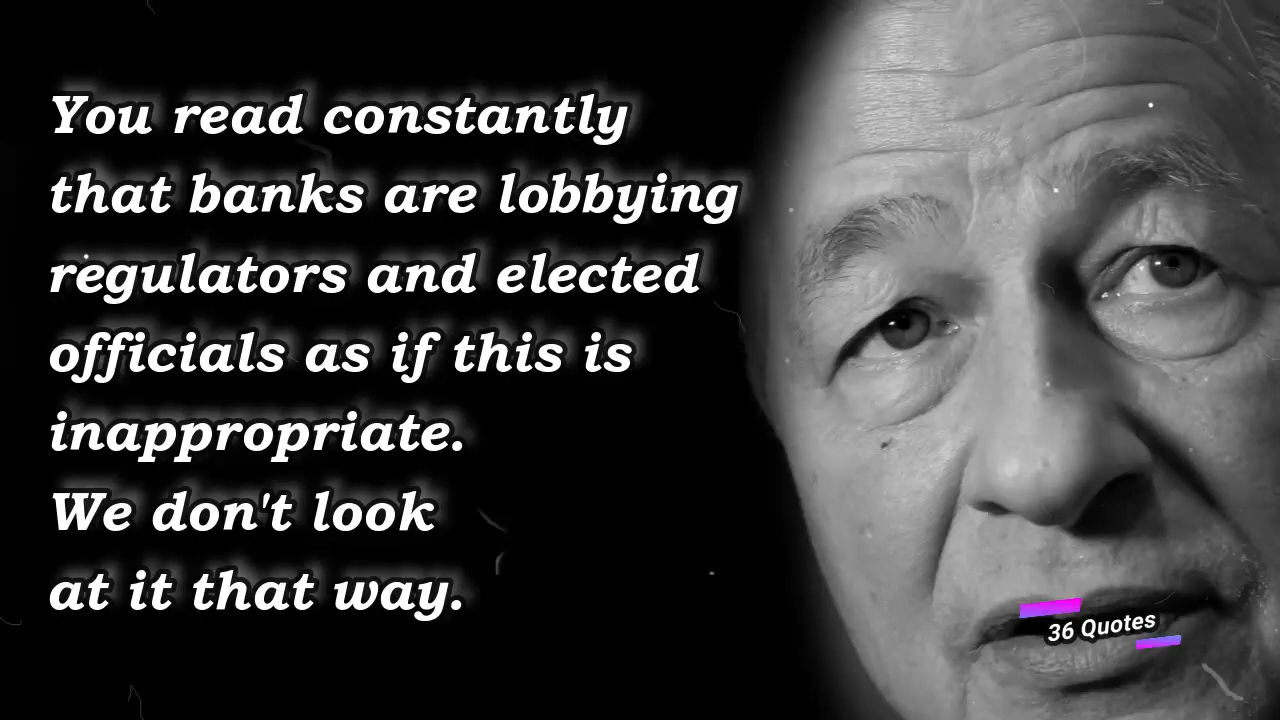 You read constantly
that banks are lobbying
regulators and elected
officials as if this is
inappropriate.
We don't look
at it that way.
36 Quotes